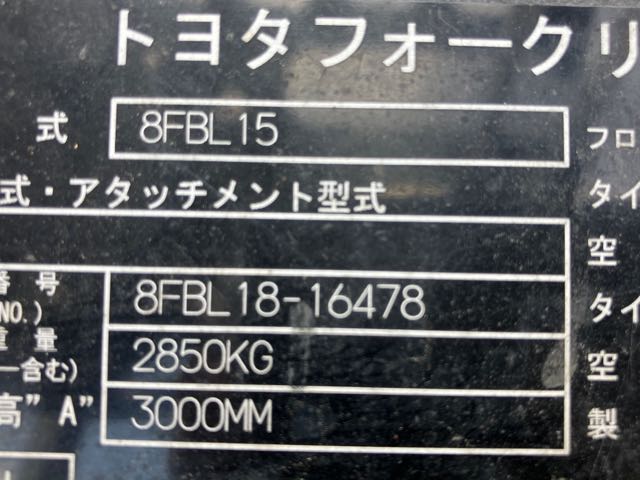 トヨタフォークリ
式 8FBL15 フロ
式・アタッチメント型式 タイ
空
番号 8FBL18-16478 タイ
NO.)
重量 2850KG 空
ー含む)
高"A" 3000MM 製